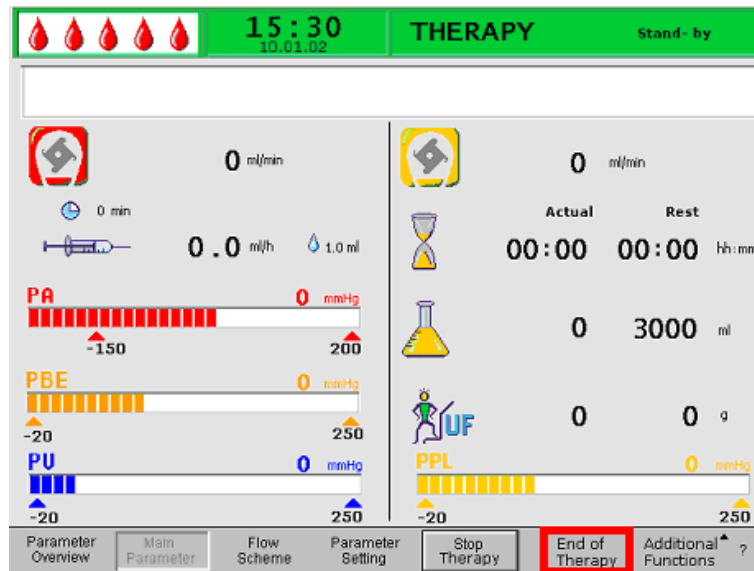 15:30
10.01.02
THERAPY
Stand- by
0 ml/min
0 ml/min
0 min
0.0 ml/h 1.0 ml
Actual Rest
00:00 00:00 hh:mm
PA 0 mmHg
-150 200
0 3000 ml
PBE 0 mmHg
-20 250
UF 0 0 g
PV 0 mmHg
-20 250
PPL 0 mmHg
-20 250
Parameter
Overview
Main
Parameter
Flow
Scheme
Parameter
Setting
Stop
Therapy
End of
Therapy
Additional
Functions
?